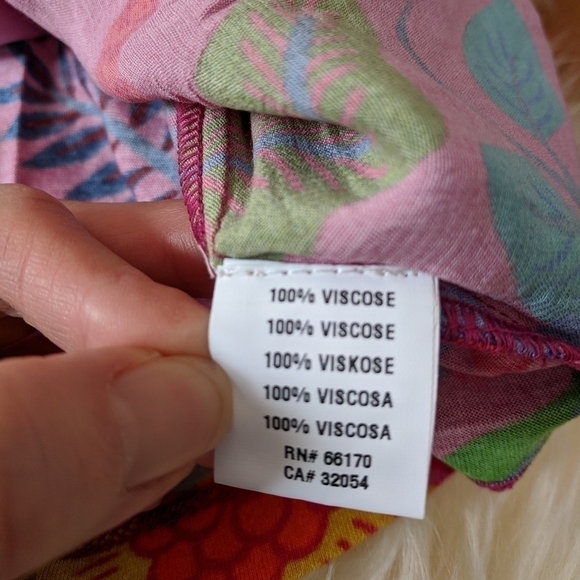 100% VISCOSE
100% VISCOSE
100% VISKOSE
100% VISCOSA
100% VISCOSA
RN# 66170
CA# 32054